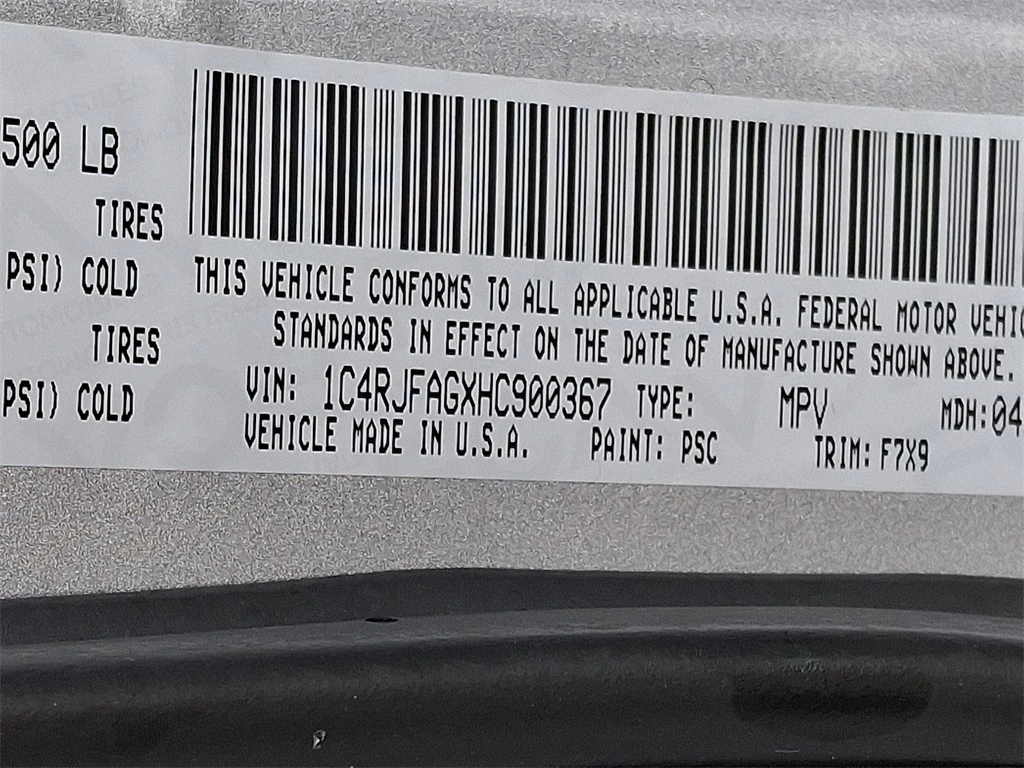 500 LB
TIRES
PSI) COLD
TIRES
PSI) COLD
THIS VEHICLE CONFORMS TO ALL APPLICABLE U.S.A. FEDERAL MOTOR VEHIC
STANDARDS IN EFFECT ON THE DATE OF MANUFACTURE SHOWN ABOVE.
VIN: 1C4RJFAGXHC900367 TYPE: MPV MDH:04
VEHICLE MADE IN U.S.A. PAINT: PSC TRIM: F7X9